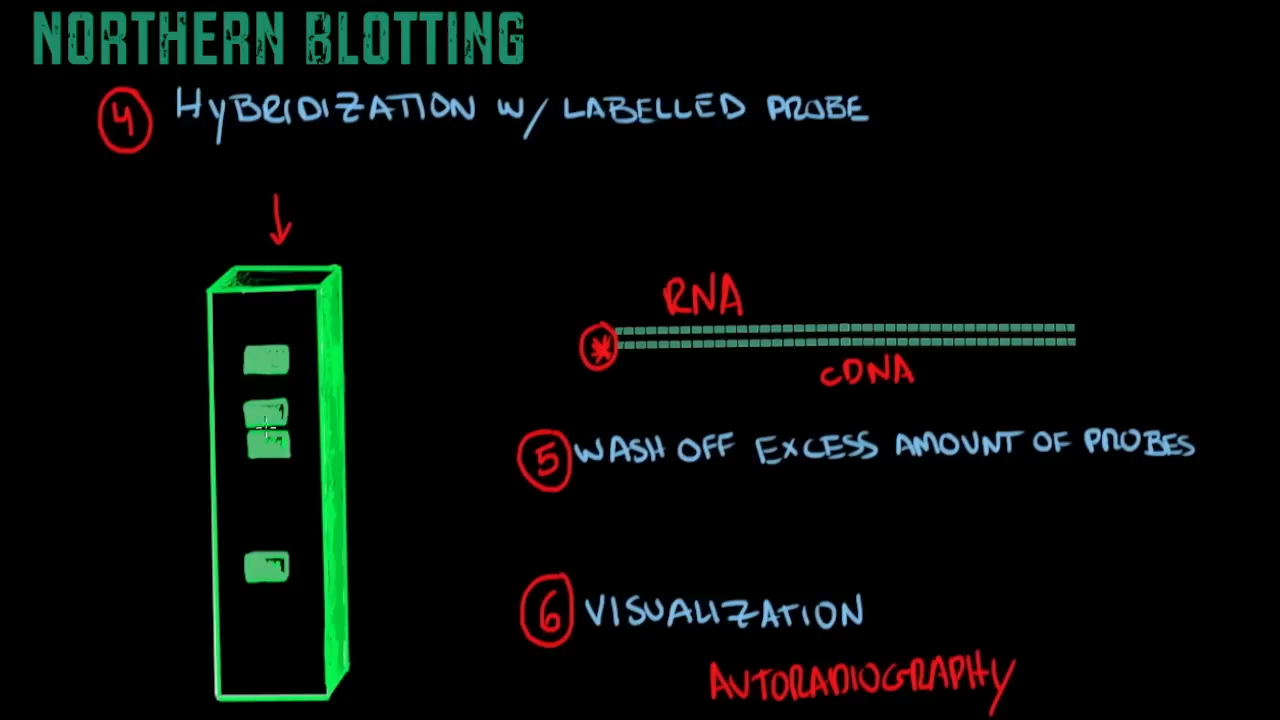 NORTHERN BLOTTING
4 HYBRIDIZATION W/ LABELLED PROBE
RNA
*
cDNA
5 WASH OFF EXCESS AMOUNT OF PROBES
6 VISUALIZATION
AUTORADIOGRAPHY